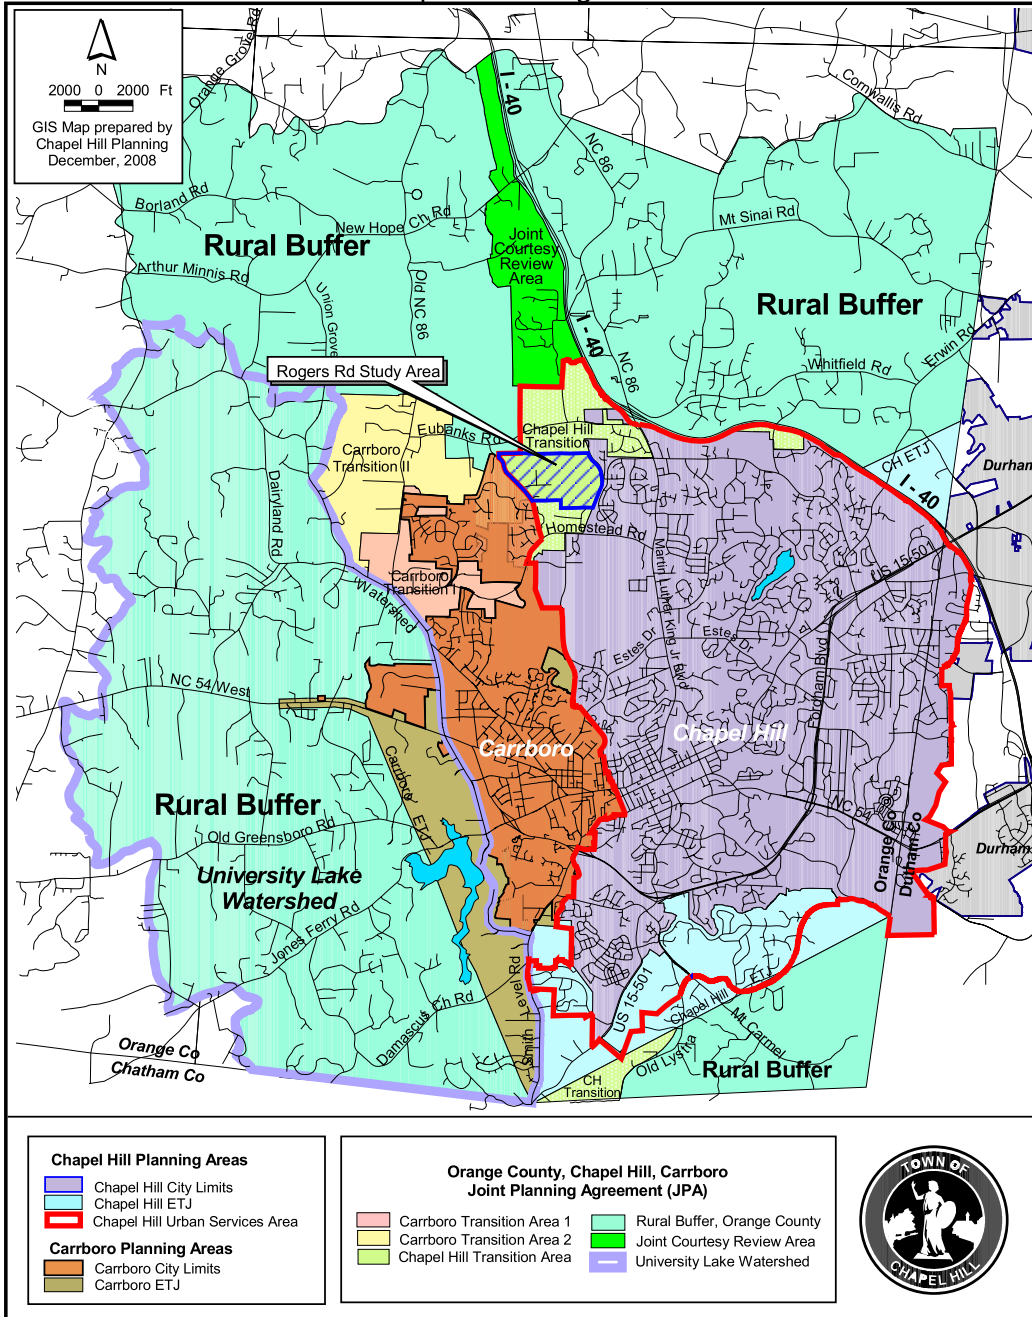 N
2000 0 2000 Ft
GIS Map prepared by
Chapel Hill Planning
December, 2008
Orange Grove Rd
I - 40
Cornwallis Rd
NC 86
Borland Rd
New Hope Ch Rd
Mt Sinai Rd
Rural Buffer
Joint
Courtesy
Review
Area
Arthur Minnis Rd
Union Grove
Old NC 86
Rural Buffer
I - 40
NC 86
Erwin Rd
Whitfield Rd
Rogers Rd Study Area
Eubanks Rd
Chapel Hill
Transition
Carrboro
Transition II
CH ETJ
I - 40
Durham
Dairyland Rd
Homestead Rd
US 15-50
Carrboro
Transition I
Watershed
Martin Luther King Jr Blvd
Estes Dr
Estes Dr
Fordham Blvd
NC 54 West
Carrboro
Chapel Hill
Carrboro ETJ
Rural Buffer
NC 54
Old Greensboro Rd
Orange Co
Durham Co
Durham
University Lake
Watershed
Jones Ferry Rd
Damascus Ch Rd
Smith Level Rd
US 15-501
Chapel Hill ETJ
Mt Carmel
Old Lystra
Orange Co
Chatham Co
Rural Buffer
CH
Transition
Chapel Hill Planning Areas
Chapel Hill City Limits
Chapel Hill ETJ
Chapel Hill Urban Services Area
Carrboro Planning Areas
Carrboro City Limits
Carrboro ETJ
Orange County, Chapel Hill, Carrboro
Joint Planning Agreement (JPA)
Carrboro Transition Area 1
Carrboro Transition Area 2
Chapel Hill Transition Area
Rural Buffer, Orange County
Joint Courtesy Review Area
University Lake Watershed
TOWN OF
CHAPEL HILL